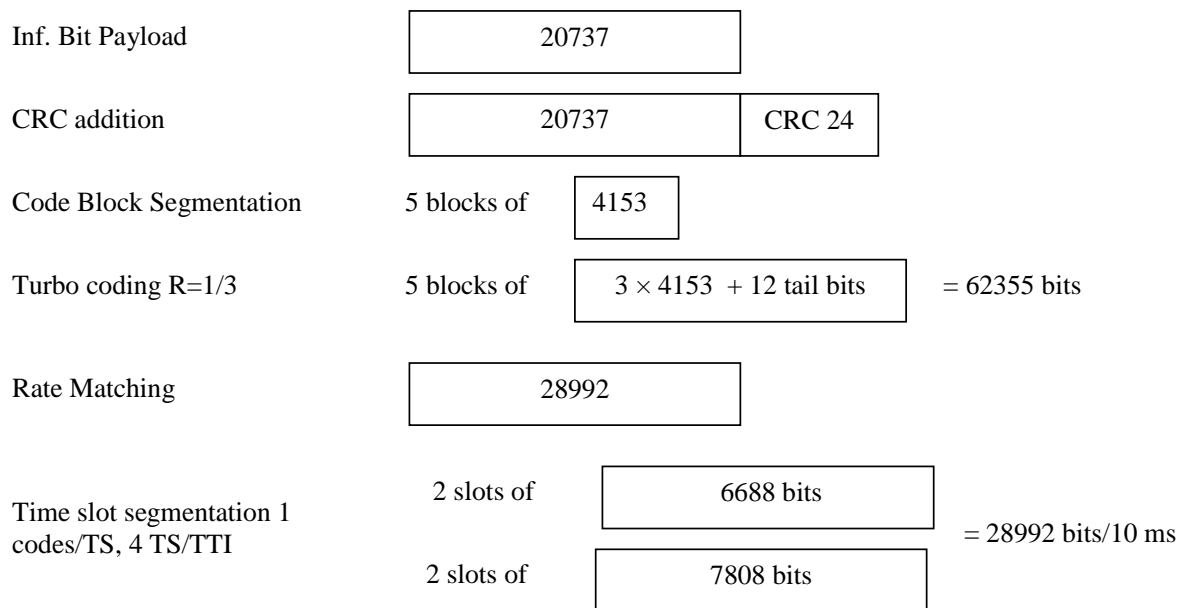 Inf. Bit Payload 20737
CRC addition 20737 CRC 24
Code Block Segmentation 5 blocks of 4153
Turbo coding R=1/3 5 blocks of 3 × 4153 + 12 tail bits = 62355 bits
Rate Matching 28992
2 slots of 6688 bits
Time slot segmentation 1
codes/TS, 4 TS/TTI
= 28992 bits/10 ms
2 slots of 7808 bits